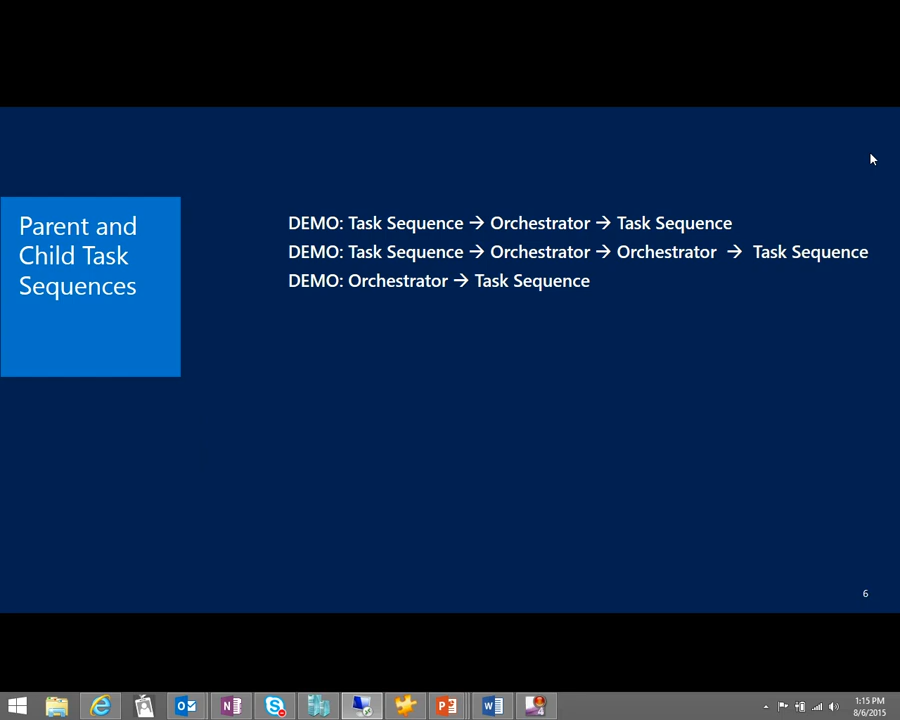 Parent and
Child Task
Sequences
DEMO: Task Sequence → Orchestrator → Task Sequence
DEMO: Task Sequence → Orchestrator → Orchestrator → Task Sequence
DEMO: Orchestrator → Task Sequence
6
1:15 PM
8/6/2015